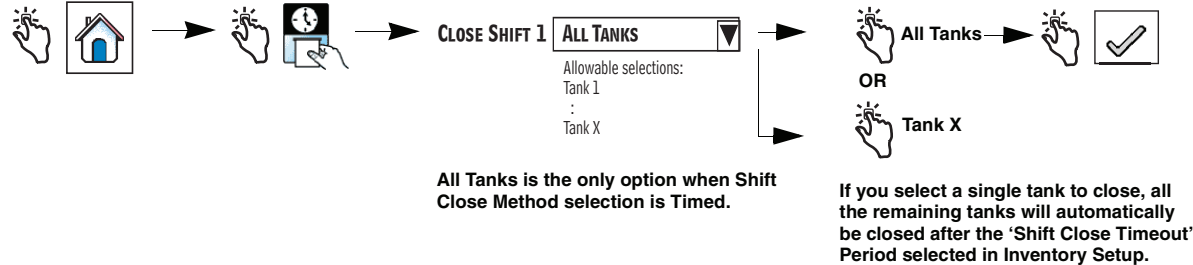 CLOSE SHIFT 1 ALL TANKS
Allowable selections:
Tank 1
:
Tank X
All Tanks is the only option when Shift
Close Method selection is Timed.
All Tanks
OR
Tank X
If you select a single tank to close, all
the remaining tanks will automatically
be closed after the ‘Shift Close Timeout’
Period selected in Inventory Setup.